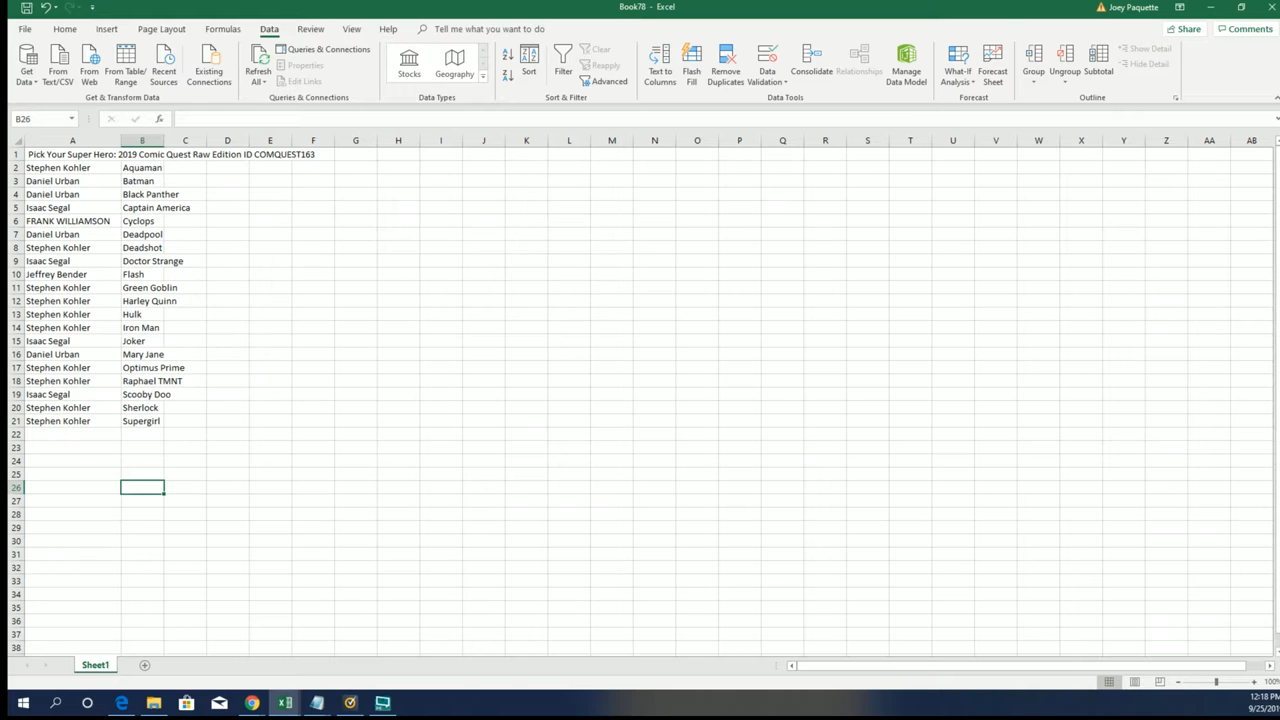 Book78 - Excel
Joey Paquette
File Home Insert Page Layout Formulas Data Review View Help Tell me what you want to do
Share Comments
Get Data From Text/CSV From Web From Table/ Range Recent Sources Existing Connections
Get & Transform Data
Refresh All Queries & Connections Properties Edit Links
Queries & Connections
Stocks Geography
Data Types
Sort Filter Clear Reapply Advanced
Sort & Filter
Text to Columns Flash Fill Remove Duplicates Data Validation Consolidate Relationships Manage Data Model
Data Tools
What-If Analysis Forecast Sheet
Forecast
Group Ungroup Subtotal Show Detail Hide Detail
Outline
B26 fx
A B C D E F G H I J K L M N O P Q R S T U V W X Y Z AA AB
1 Pick Your Super Hero: 2019 Comic Quest Raw Edition ID COMQUEST163
2 Stephen Kohler Aquaman
3 Daniel Urban Batman
4 Daniel Urban Black Panther
5 Isaac Segal Captain America
6 FRANK WILLIAMSON Cyclops
7 Daniel Urban Deadpool
8 Stephen Kohler Deadshot
9 Isaac Segal Doctor Strange
10 Jeffrey Bender Flash
11 Stephen Kohler Green Goblin
12 Stephen Kohler Harley Quinn
13 Stephen Kohler Hulk
14 Stephen Kohler Iron Man
15 Isaac Segal Joker
16 Daniel Urban Mary Jane
17 Stephen Kohler Optimus Prime
18 Stephen Kohler Raphael TMNT
19 Isaac Segal Scooby Doo
20 Stephen Kohler Sherlock
21 Stephen Kohler Supergirl
22
23
24
25
26
27
28
29
30
31
32
33
34
35
36
37
38
Sheet1
100%
12:18 PM